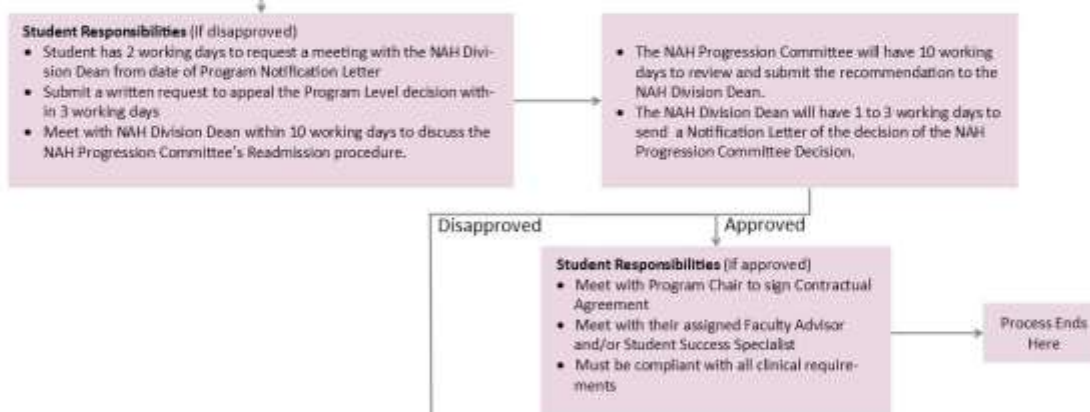 Student Responsibilities (If disapproved)
• Student has 2 working days to request a meeting with the NAH Divi-
sion Dean from date of Program Notification Letter
• Submit a written request to appeal the Program Level decision with-
in 3 working days
• Meet with NAH Division Dean within 10 working days to discuss the
NAH Progression Committee's Readmission procedure.
• The NAH Progression Committee will have 10 working
days to review and submit the recommendation to the
NAH Division Dean.
• The NAH Division Dean will have 1 to 3 working days to
send a Notification Letter of the decision of the NAH
Progression Committee Decision.
Disapproved
Approved
Student Responsibilities (If approved)
• Meet with Program Chair to sign Contractual
Agreement
• Meet with their assigned Faculty Advisor
and/or Student Success Specialist
• Must be compliant with all clinical require-
ments
Process Ends
Here